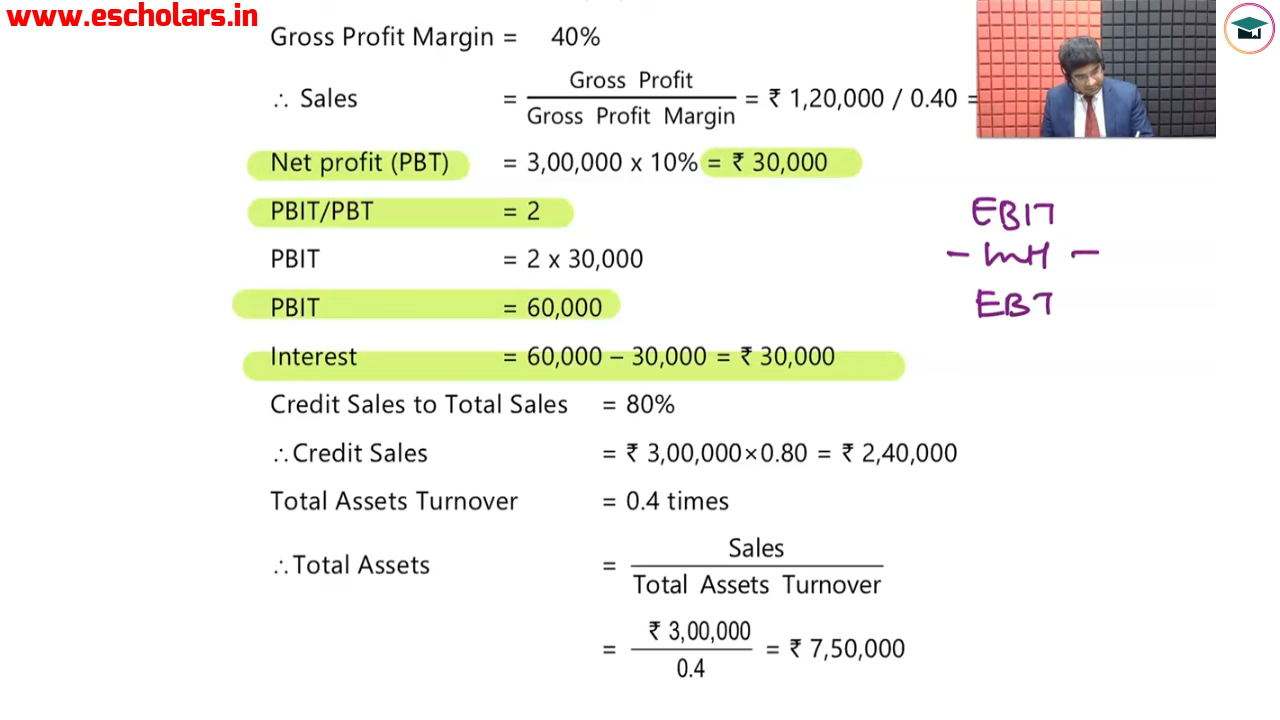 www.escholars.in
Gross Profit Margin = 40%
∴ Sales = Gross Profit / Gross Profit Margin = ₹ 1,20,000 / 0.40 =
Net profit (PBT) = 3,00,000 x 10% = ₹ 30,000
PBIT/PBT = 2
PBIT = 2 x 30,000
PBIT = 60,000
Interest = 60,000 – 30,000 = ₹ 30,000
EBIT
- Int -
EBT
Credit Sales to Total Sales = 80%
∴Credit Sales = ₹ 3,00,000×0.80 = ₹ 2,40,000
Total Assets Turnover = 0.4 times
∴Total Assets = Sales / Total Assets Turnover
= ₹ 3,00,000 / 0.4 = ₹ 7,50,000